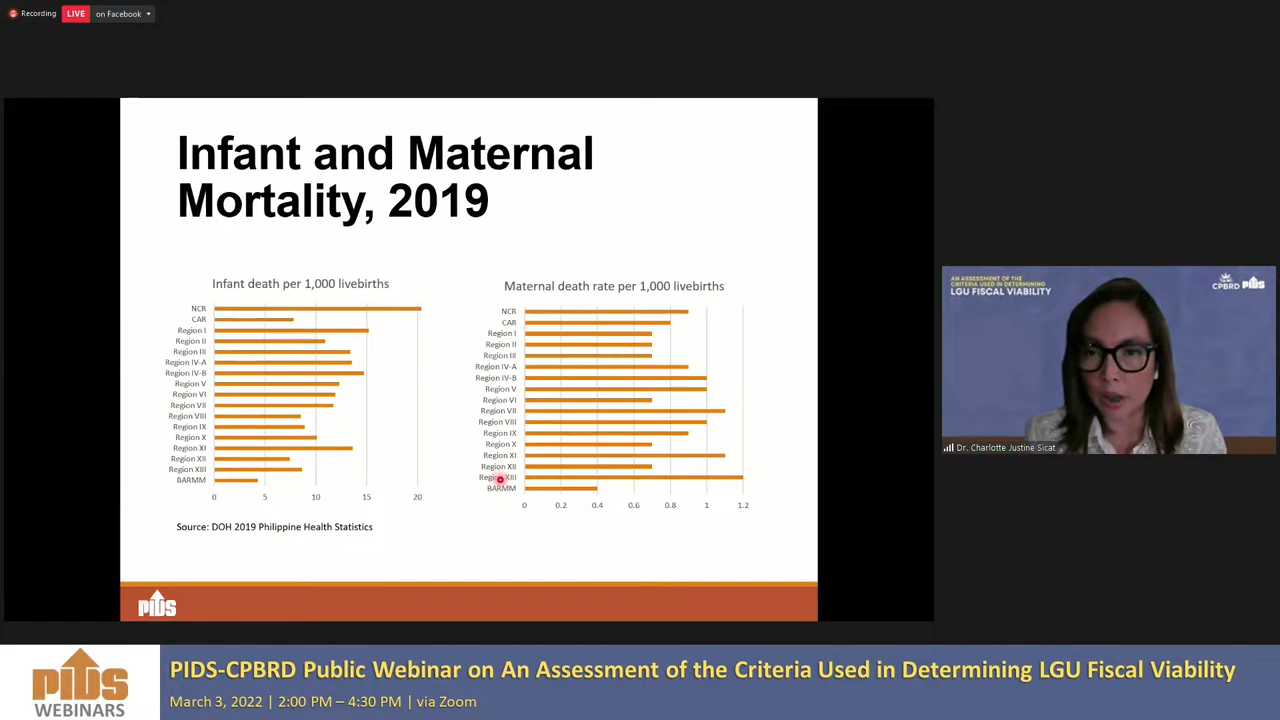 Recording LIVE on Facebook
Infant and Maternal
Mortality, 2019
Infant death per 1,000 livebirths
NCR
CAR
Region I
Region II
Region III
Region IV-A
Region IV-B
Region V
Region VI
Region VII
Region VIII
Region IX
Region X
Region XI
Region XII
Region XIII
BARMM
0 5 10 15 20
Maternal death rate per 1,000 livebirths
NCR
CAR
Region I
Region II
Region III
Region IV-A
Region IV-B
Region V
Region VI
Region VII
Region VIII
Region IX
Region X
Region XI
Region XII
Region XIII
BARMM
0 0.2 0.4 0.6 0.8 1 1.2
Source: DOH 2019 Philippine Health Statistics
PIDS
AN ASSESSMENT OF THE
CRITERIA USED IN DETERMINING
LGU FISCAL VIABILITY
CPBRD PIDS
Dr. Charlotte Justine Sicat
PIDS
WEBINARS
PIDS-CPBRD Public Webinar on An Assessment of the Criteria Used in Determining LGU Fiscal Viability
March 3, 2022 | 2:00 PM – 4:30 PM | via Zoom